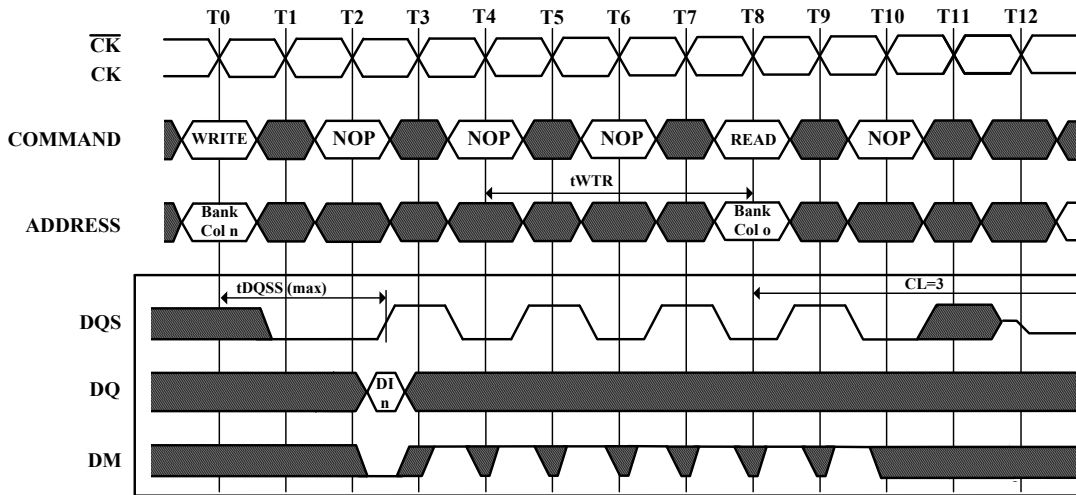 T0 T1 T2 T3 T4 T5 T6 T7 T8 T9 T10 T11 T12
CK
CK
COMMAND WRITE NOP NOP NOP READ NOP
tWTR
ADDRESS Bank Col n Bank Col o
tDQSS (max) CL=3
DQS
DQ DI n
DM